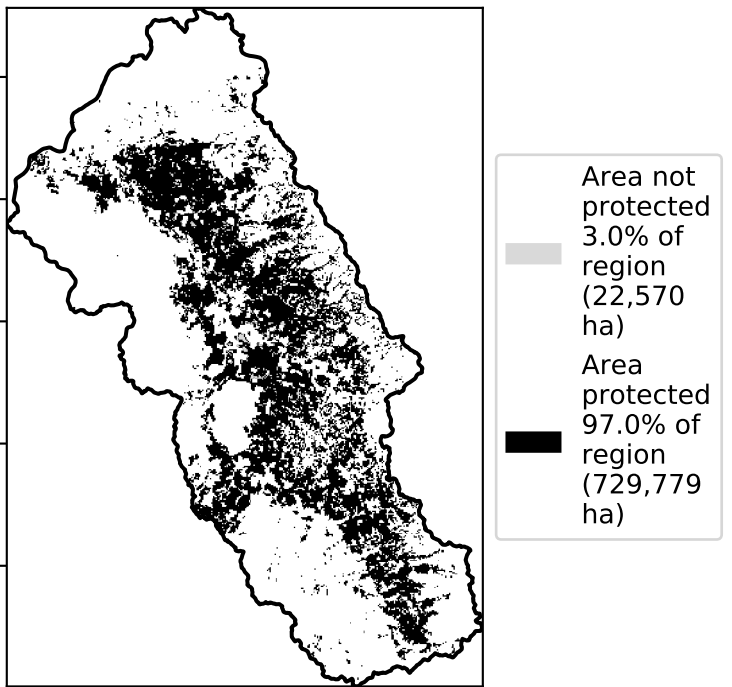 Area not
protected
3.0% of
region
(22,570
ha)
Area
protected
97.0% of
region
(729,779
ha)